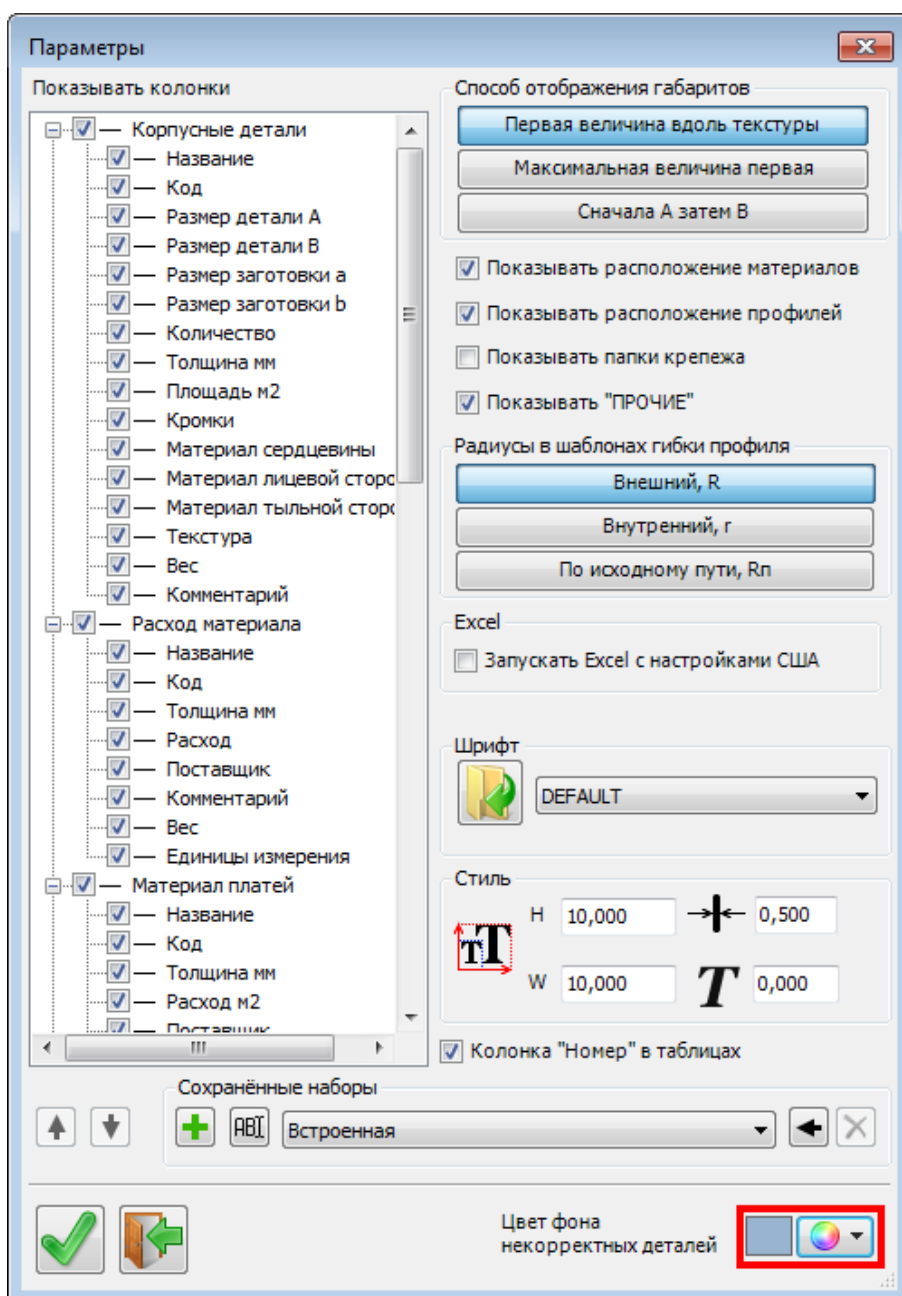 Параметры
Показывать колонки
Корпусные детали
Название
Код
Размер детали A
Размер детали B
Размер заготовки a
Размер заготовки b
Количество
Толщина мм
Площадь м2
Кромки
Материал сердцевины
Материал лицевой сторо
Материал тыльной сторо
Текстура
Вес
Комментарий
Расход материала
Название
Код
Толщина мм
Расход
Поставщик
Комментарий
Вес
Единицы измерения
Материал платей
Название
Код
Толщина мм
Расход м2
Поставщик
Способ отображения габаритов
Первая величина вдоль текстуры
Максимальная величина первая
Сначала A затем B
Показывать расположение материалов
Показывать расположение профилей
Показывать папки крепежа
Показывать "ПРОЧИЕ"
Радиусы в шаблонах гибки профиля
Внешний, R
Внутренний, r
По исходному пути, Rп
Excel
Запускать Excel с настройками США
Шрифт
DEFAULT
Стиль
H 10,000 0,500
W 10,000 0,000
Колонка "Номер" в таблицах
Сохранённые наборы
Встроенная
Цвет фона
некорректных деталей